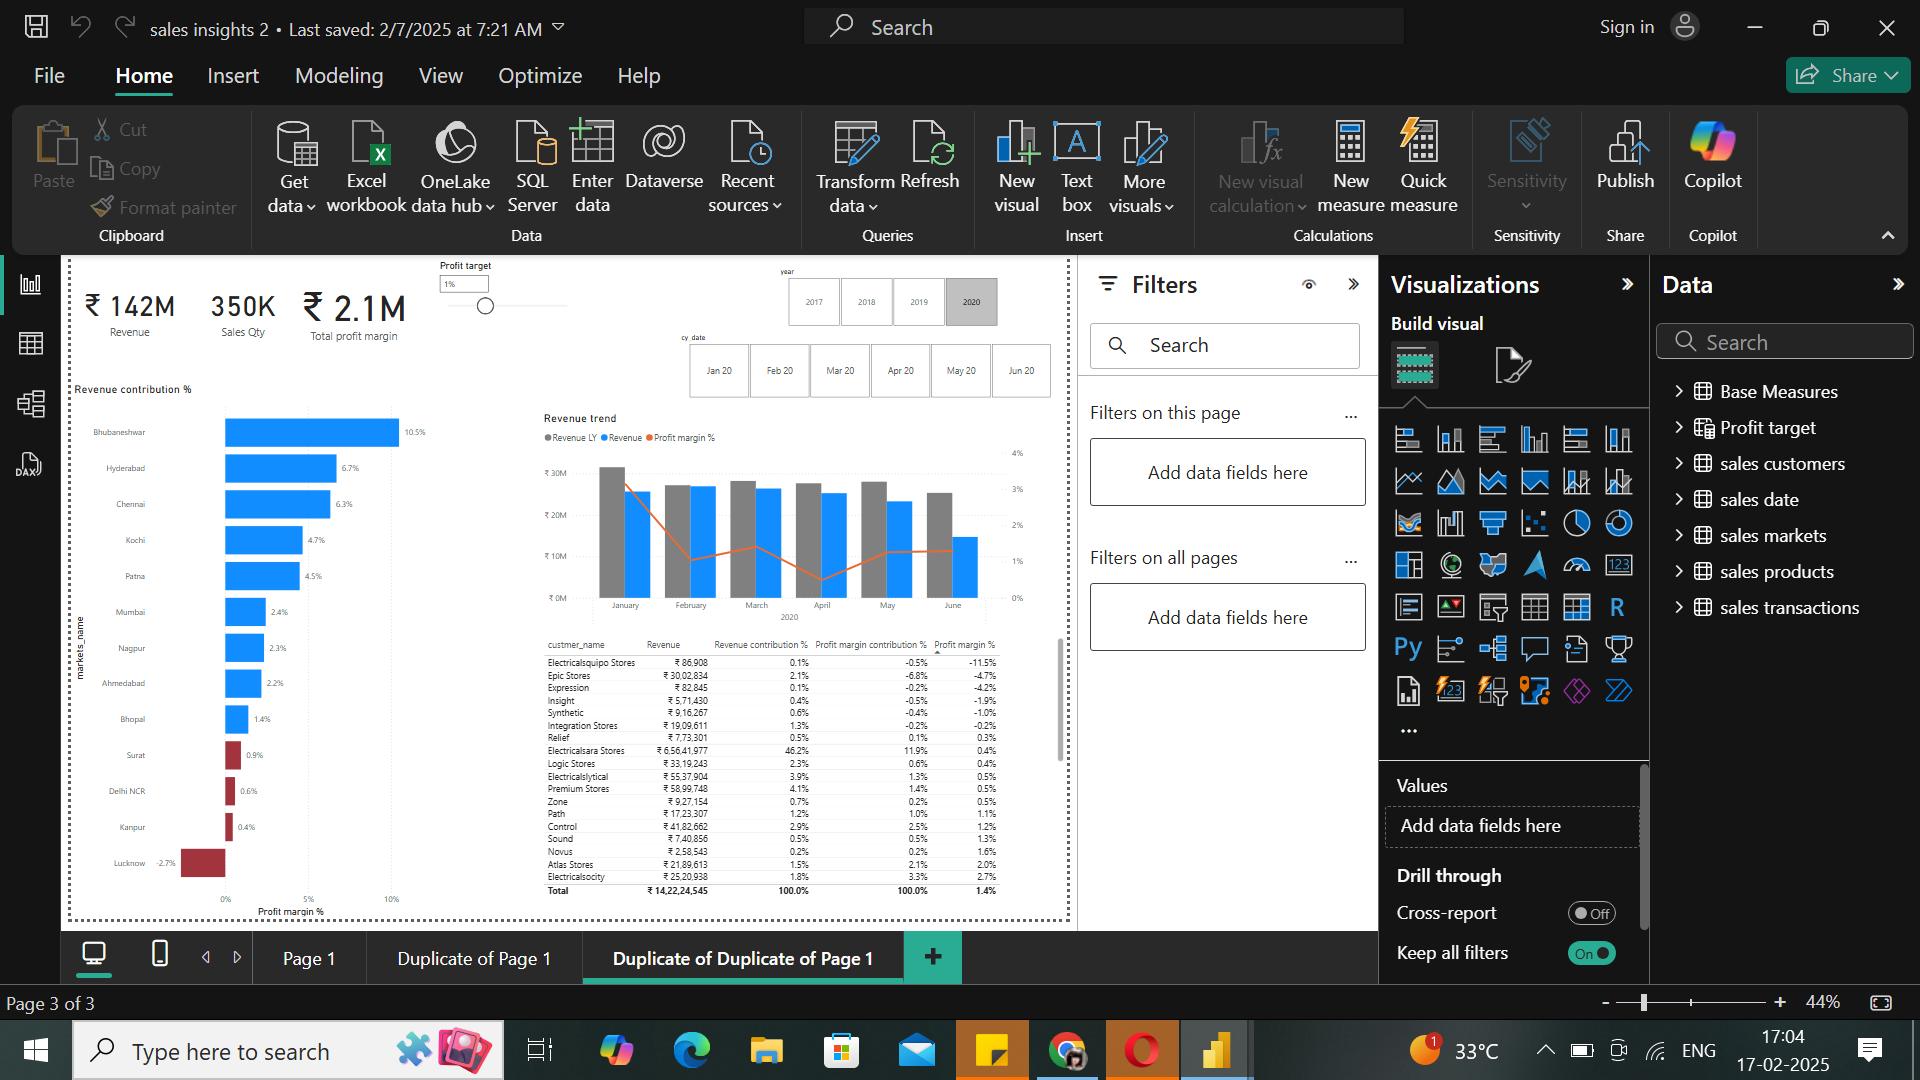 sales insights 2 • Last saved: 2/7/2025 at 7:21 AM
Search
Sign in
File
Home
Insert
Modeling
View
Optimize
Help
Share
Paste
Cut
Copy
Format painter
Clipboard
Get data
Excel workbook
OneLake data hub
SQL Server
Enter data
Dataverse
Recent sources
Data
Transform data
Refresh
Queries
New visual
Text box
More visuals
Insert
New visual calculation
New measure
Quick measure
Calculations
Sensitivity
Sensitivity
Publish
Share
Copilot
Copilot
DAX
₹ 142M
Revenue
350K
Sales Qty
₹ 2.1M
Total profit margin
Profit target
1%
year
2017
2018
2019
2020
cy_date
Jan 20
Feb 20
Mar 20
Apr 20
May 20
Jun 20
Revenue contribution %
markets_name
Bhubaneshwar 10.5%
Hyderabad 6.7%
Chennai 6.3%
Kochi 4.7%
Patna 4.5%
Mumbai 2.4%
Nagpur 2.3%
Ahmedabad 2.2%
Bhopal 1.4%
Surat 0.9%
Delhi NCR 0.6%
Kanpur 0.4%
Lucknow -2.7%
0% 5% 10%
Profit margin %
Revenue trend
Revenue LY Revenue Profit margin %
₹ 30M
₹ 20M
₹ 10M
₹ 0M
4%
3%
2%
1%
0%
January February March April May June
2020
custmer_name Revenue Revenue contribution % Profit margin contribution % Profit margin %
Electricalsquipo Stores ₹ 86,908 0.1% -0.5% -11.5%
Epic Stores ₹ 30,02,834 2.1% -6.8% -4.7%
Expression ₹ 82,845 0.1% -0.2% -4.2%
Insight ₹ 5,71,430 0.4% -0.5% -1.9%
Synthetic ₹ 9,16,267 0.6% -0.4% -1.0%
Integration Stores ₹ 19,09,611 1.3% -0.2% -0.2%
Relief ₹ 7,73,301 0.5% 0.1% 0.3%
Electricalsara Stores ₹ 6,56,41,977 46.2% 11.9% 0.4%
Logic Stores ₹ 33,19,243 2.3% 0.6% 0.4%
Electricalslytical ₹ 55,37,904 3.9% 1.3% 0.5%
Premium Stores ₹ 58,99,748 4.1% 1.4% 0.5%
Zone ₹ 9,27,154 0.7% 0.2% 0.5%
Path ₹ 17,23,307 1.2% 1.0% 1.1%
Control ₹ 41,82,662 2.9% 2.5% 1.2%
Sound ₹ 7,40,856 0.5% 0.5% 1.3%
Novus ₹ 2,58,543 0.2% 0.2% 1.6%
Atlas Stores ₹ 21,89,613 1.5% 2.1% 2.0%
Electricalsocity ₹ 25,20,938 1.8% 3.3% 2.7%
Total ₹ 14,22,24,545 100.0% 100.0% 1.4%
Filters
Search
Filters on this page
...
Add data fields here
Filters on all pages
...
Add data fields here
Visualizations
Build visual
123
R
Py
123
...
Values
Add data fields here
Drill through
Cross-report
Off
Keep all filters
On
Data
Search
Base Measures
Profit target
sales customers
sales date
sales markets
sales products
sales transactions
Page 1
Duplicate of Page 1
Duplicate of Duplicate of Page 1
+
Page 3 of 3
- + 44%
Type here to search
1
33°C
ENG
17:04
17-02-2025